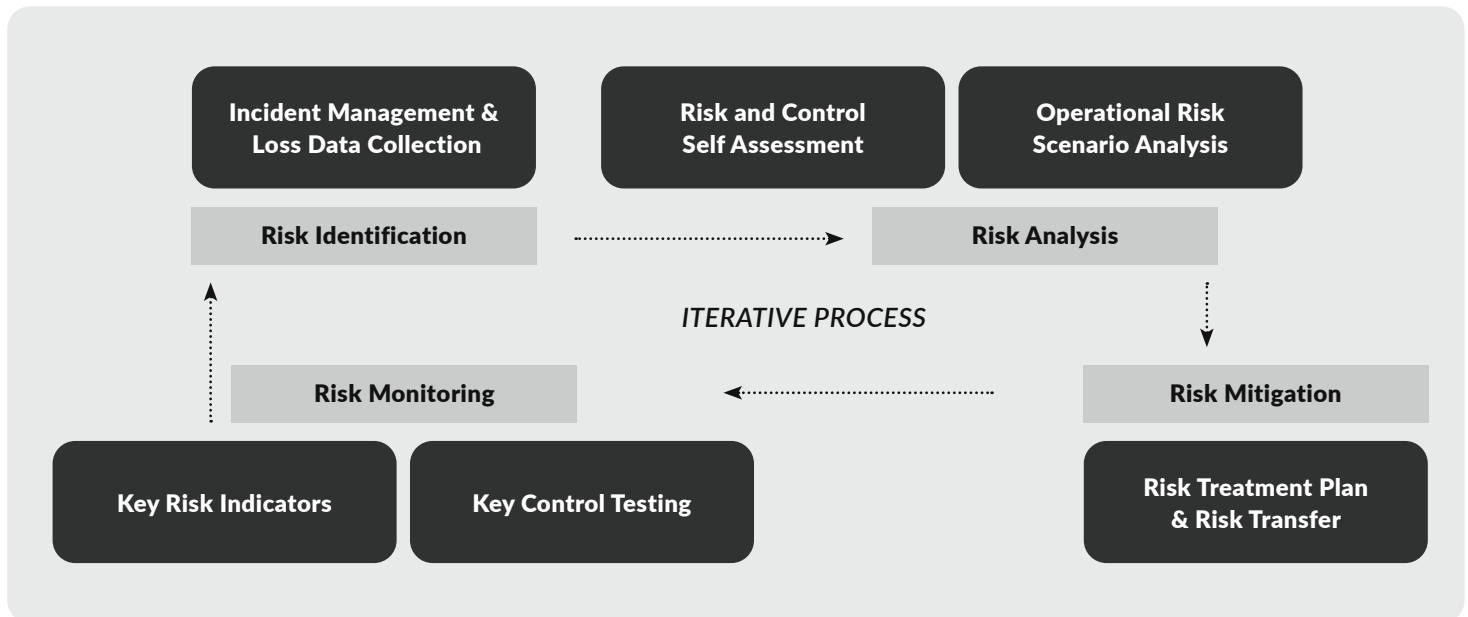 Incident Management &
Loss Data Collection
Risk and Control
Self Assessment
Operational Risk
Scenario Analysis
Risk Identification
Risk Analysis
ITERATIVE PROCESS
Risk Monitoring
Risk Mitigation
Key Risk Indicators
Key Control Testing
Risk Treatment Plan
& Risk Transfer